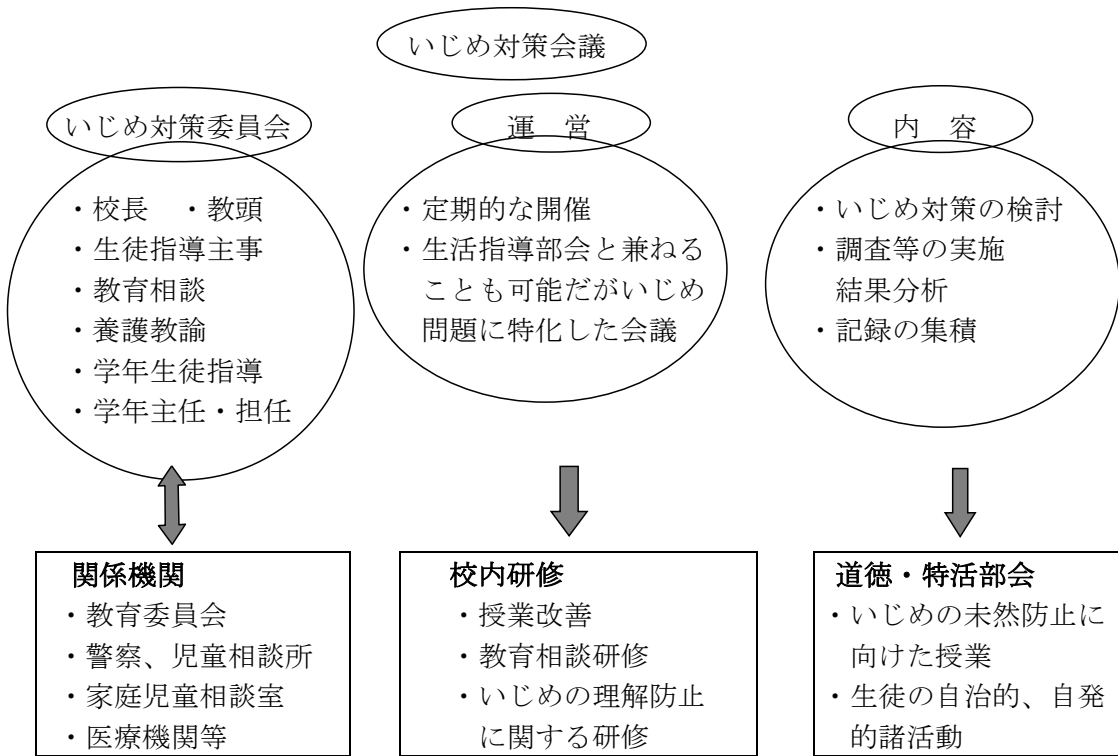 いじめ対策会議
いじめ対策委員会
・校長　・教頭
・生徒指導主事
・教育相談
・養護教諭
・学年生徒指導
・学年主任・担任
運　営
・定期的な開催
・生活指導部会と兼ねる
ことも可能だがいじめ
問題に特化した会議
内　容
・いじめ対策の検討
・調査等の実施
結果分析
・記録の集積
関係機関
・教育委員会
・警察、児童相談所
・家庭児童相談室
・医療機関等
校内研修
・授業改善
・教育相談研修
・いじめの理解防止
に関する研修
道徳・特活部会
・いじめの未然防止に
向けた授業
・生徒の自治的、自発
的諸活動